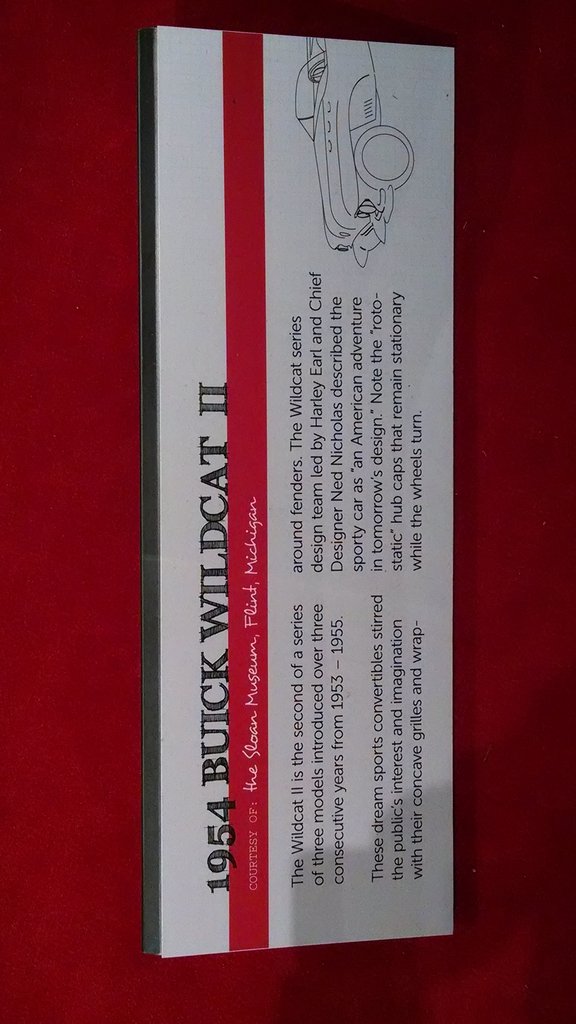 1954 BUICK WILDCAT II
COURTESY OF: the Sloan Museum, Flint, Michigan
The Wildcat II is the second of a series
of three models introduced over three
consecutive years from 1953 – 1955.
These dream sports convertibles stirred
the public's interest and imagination
with their concave grilles and wrap-
around fenders. The Wildcat series
design team led by Harley Earl and Chief
Designer Ned Nicholas described the
sporty car as "an American adventure
in tomorrow's design." Note the "roto-
static" hub caps that remain stationary
while the wheels turn.